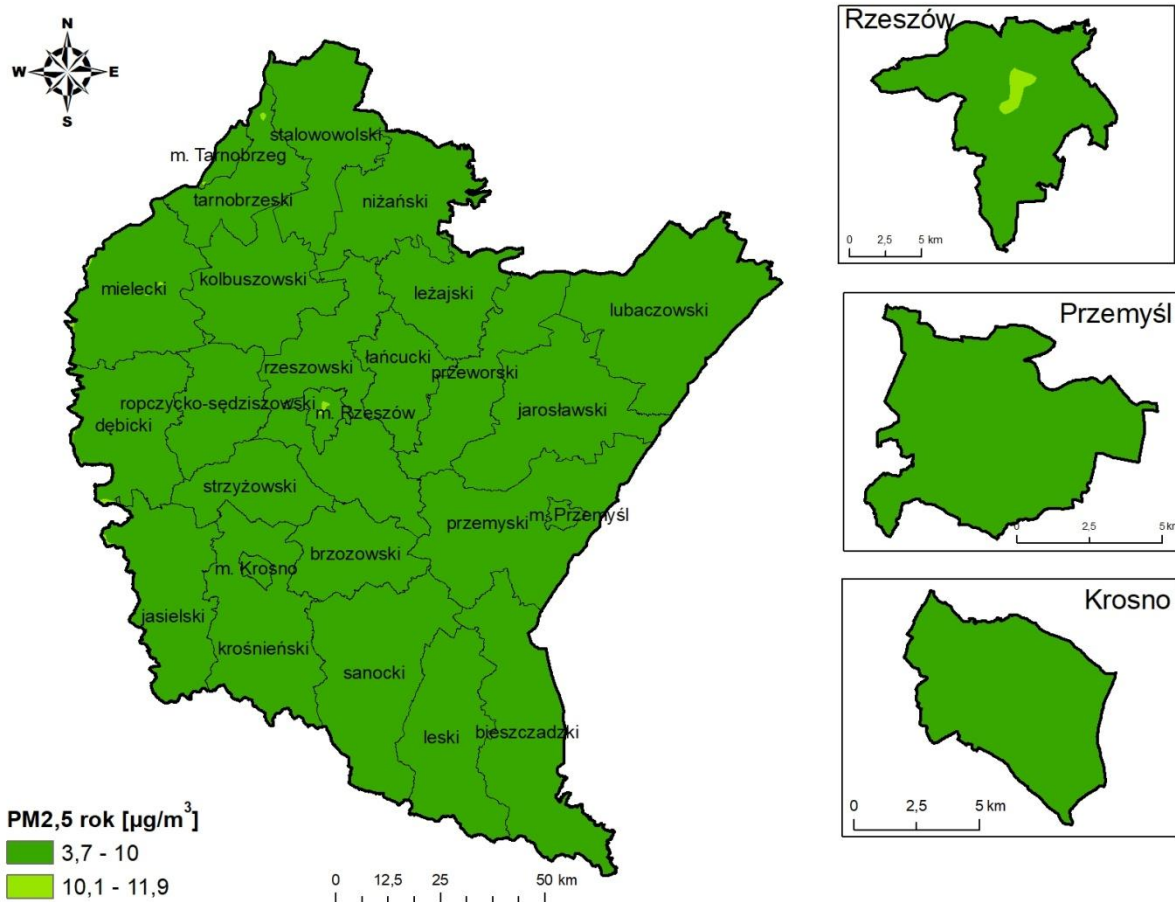 N
W E
S
stalowowolski
m. Tarnobrzeg
tarnobrzeski
niżański
mielecki
kolbuszowski
leżajski
lubaczowski
rzeszowski
łańcucki
przeworski
ropczycko-sędziszowski
m. Rzeszów
jarosławski
dębicki
strzyżowski
przemyski
m. Przemyśl
brzozowski
m. Krosno
jasielski
krośnieński
sanocki
leski
bieszczadzki
PM2,5 rok [µg/m³]
3,7 - 10
10,1 - 11,9
0 12,5 25 50 km
Rzeszów
0 2,5 5 km
Przemyśl
0 2,5 5 km
Krosno
0 2,5 5 km